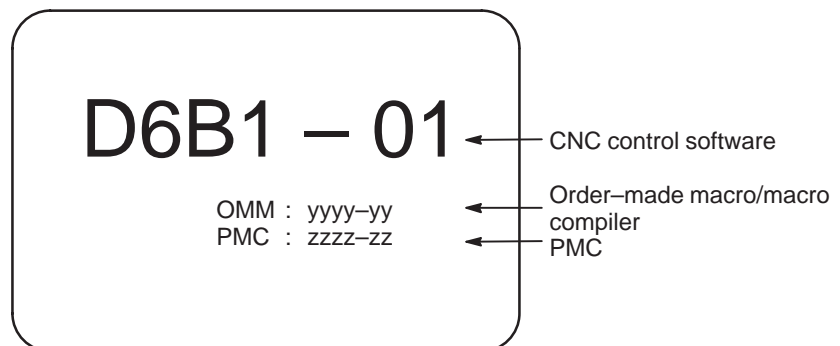 D6B1 – 01
CNC control software
OMM : yyyy–yy
Order–made macro/macro
compiler
PMC : zzzz–zz
PMC